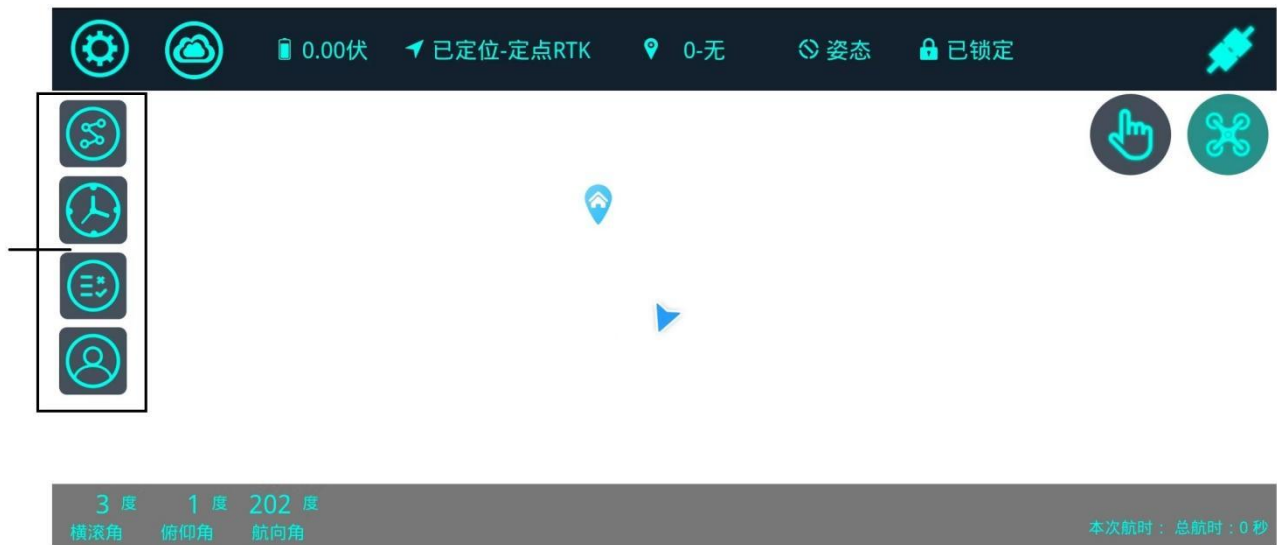 0.00伏 已定位-定点RTK 0-无 姿态 已锁定
3 度 1 度 202 度
横滚角 俯仰角 航向角
本次航时： 总航时：0 秒